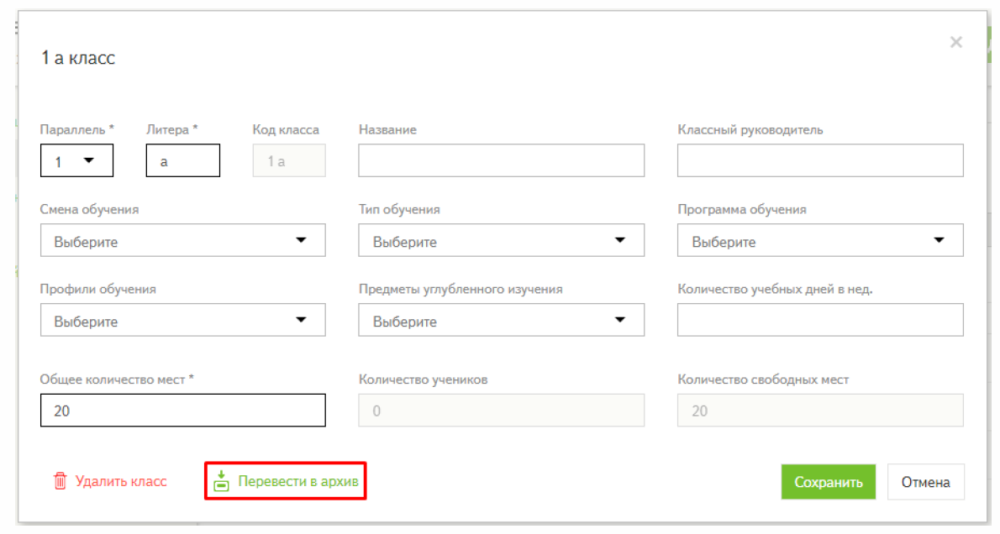 1 а класс
Параллель * Литера * Код класса Название Классный руководитель
1 а 1 а
Смена обучения Тип обучения Программа обучения
Выберите Выберите Выберите
Профили обучения Предметы углубленного изучения Количество учебных дней в нед.
Выберите Выберите
Общее количество мест * Количество учеников Количество свободных мест
20 0 20
Удалить класс Перевести в архив Сохранить Отмена